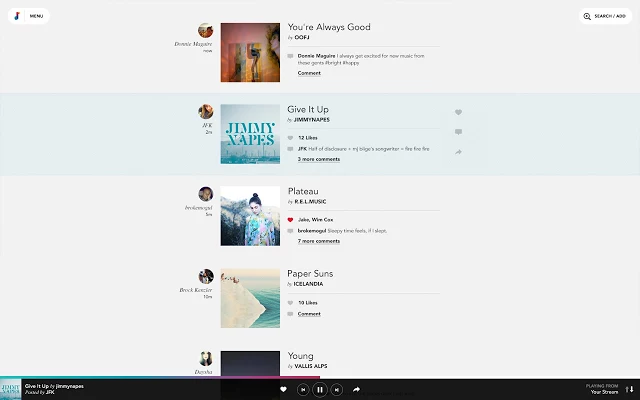 MENU
SEARCH / ADD
Donnie Maguire
now
You're Always Good
by OOFJ
Donnie Maguire I always get excited for new music from
these gents #bright #happy
Comment
JFK
2m
JIMMY
NAPES
Give It Up
by JIMMYNAPES
12 Likes
JFK Half of disclosure + mj blige's songwriter = fire fire fire
3 more comments
brokemogul
5m
Plateau
by R.E.L.MUSIC
Jake, Wim Cox
brokemogul Sleepy time feels, if I slept.
7 more comments
Brock Kenzler
10m
Paper Suns
by ICELANDIA
10 Likes
Comment
Daysha
Young
by VALLIS ALPS
Give It Up by jimmynapes
Posted by JFK
PLAYING FROM
Your Stream